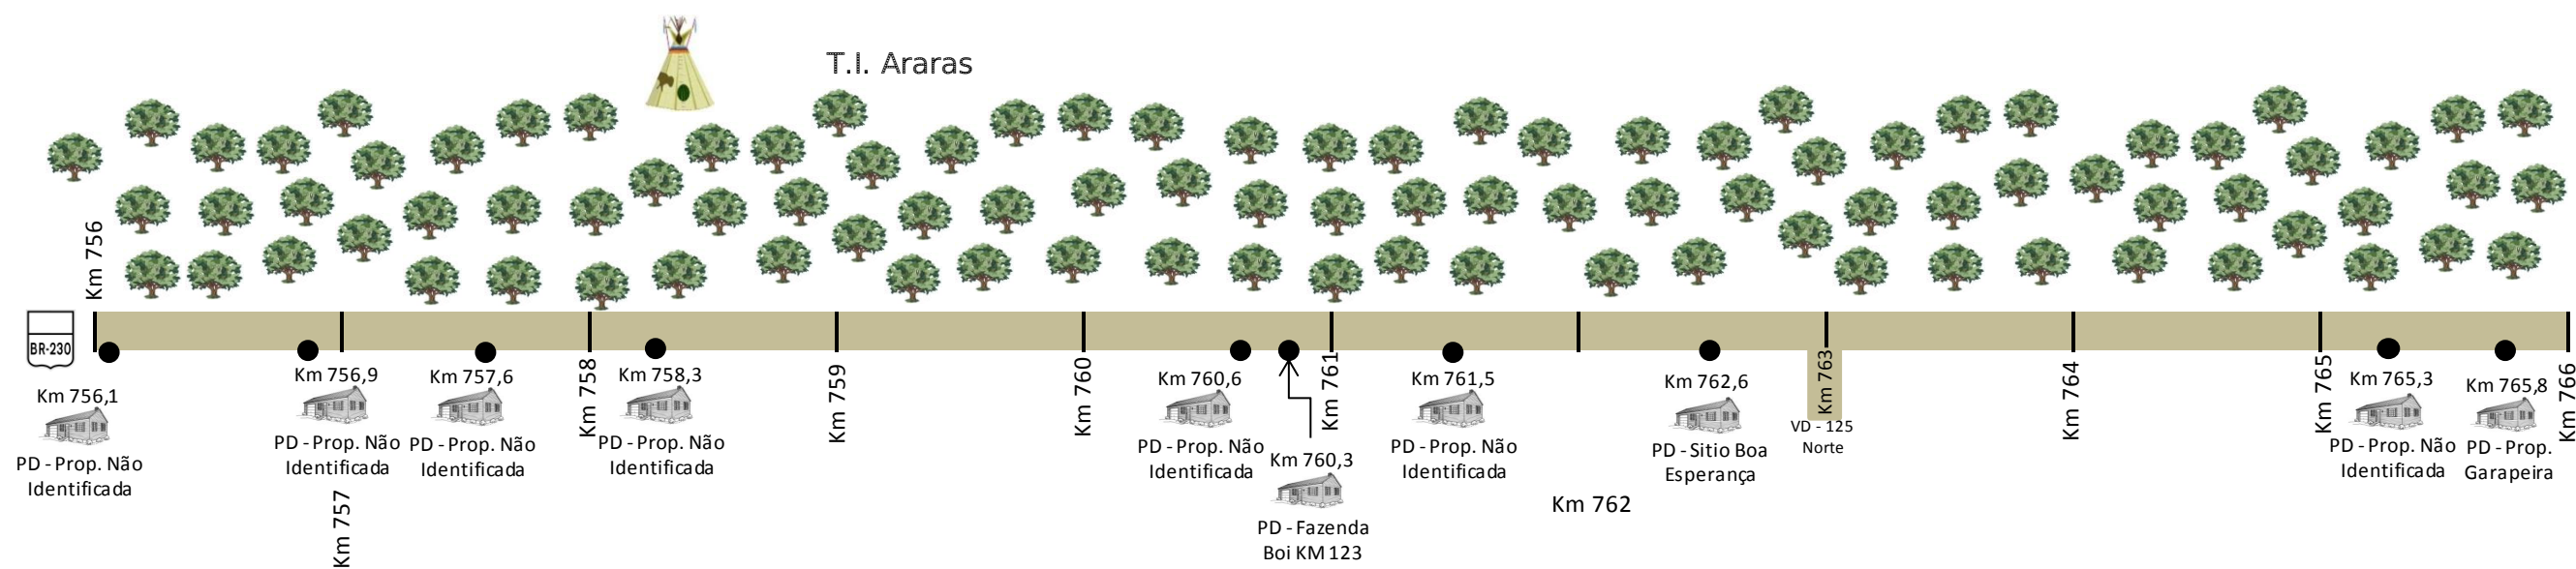 T.I. Araras
Km 756
BR-230
Km 756,1
PD - Prop. Não
Identificada
Km 756,9
PD - Prop. Não
Identificada
Km 757
Km 757,6
PD - Prop. Não
Identificada
Km 758
Km 758,3
PD - Prop. Não
Identificada
Km 759
Km 760
Km 760,6
PD - Prop. Não
Identificada
Km 760,3
PD - Fazenda
Boi KM 123
Km 761
Km 761,5
PD - Prop. Não
Identificada
Km 762
Km 762,6
PD - Sitio Boa
Esperança
Km 763
VD - 125
Norte
Km 764
Km 765
Km 765,3
PD - Prop. Não
Identificada
Km 765,8
PD - Prop.
Garapeira
Km 766